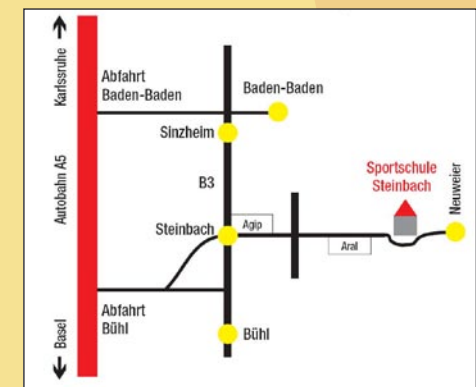 Karlsruhe
Autobahn A5
Basel
Abfahrt
Baden-Baden
Baden-Baden
Sinzheim
B3
Sportschule
Steinbach
Neuweier
Steinbach
Agip
Aral
Abfahrt
Bühl
Bühl